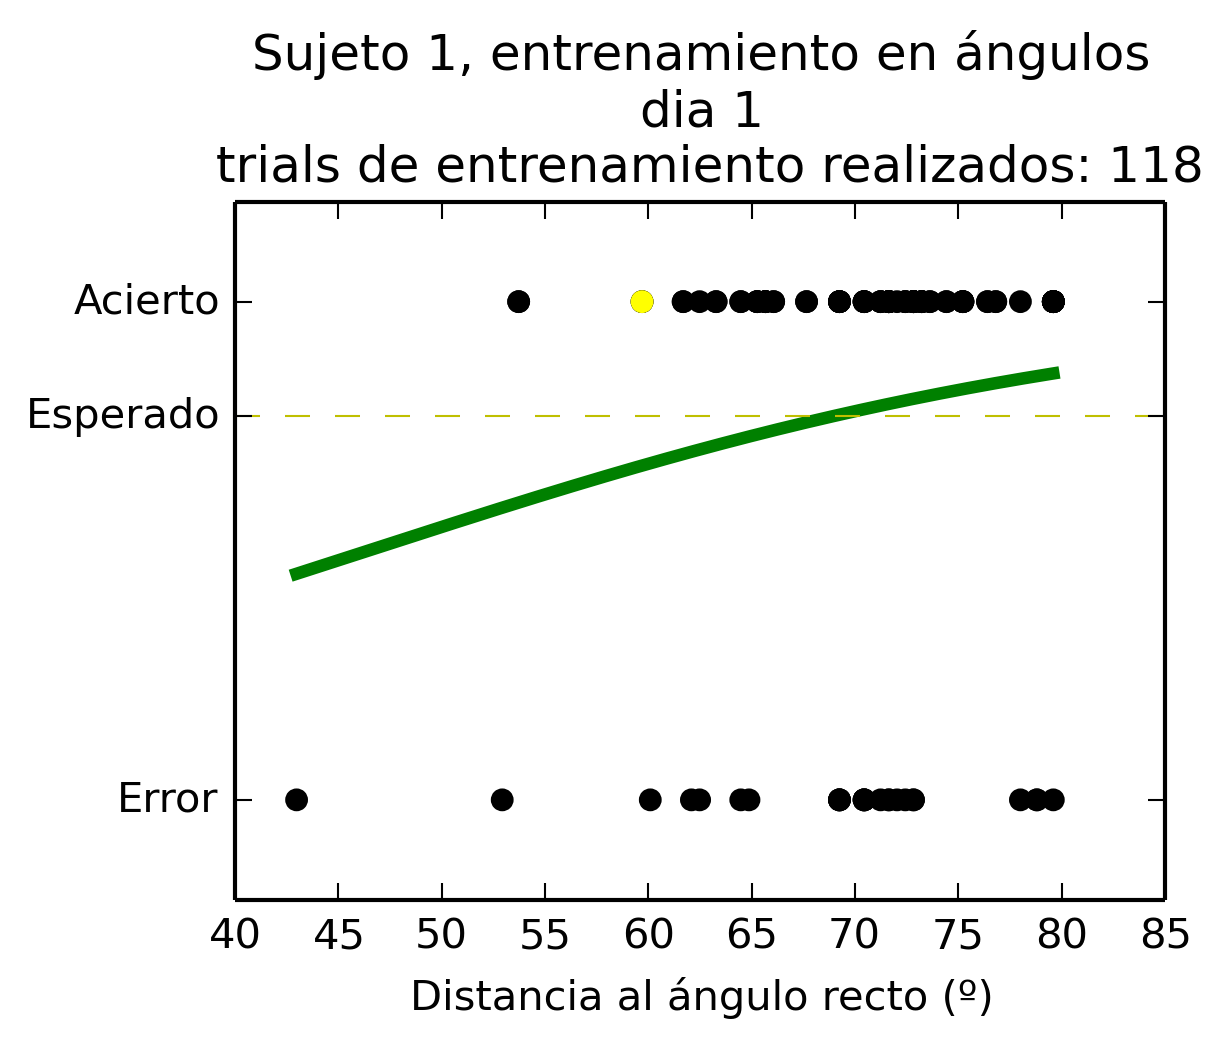 Sujeto 1, entrenamiento en ángulos
dia 1
trials de entrenamiento realizados: 118
Acierto
Esperado
Error
40 45 50 55 60 65 70 75 80 85
Distancia al ángulo recto (º)